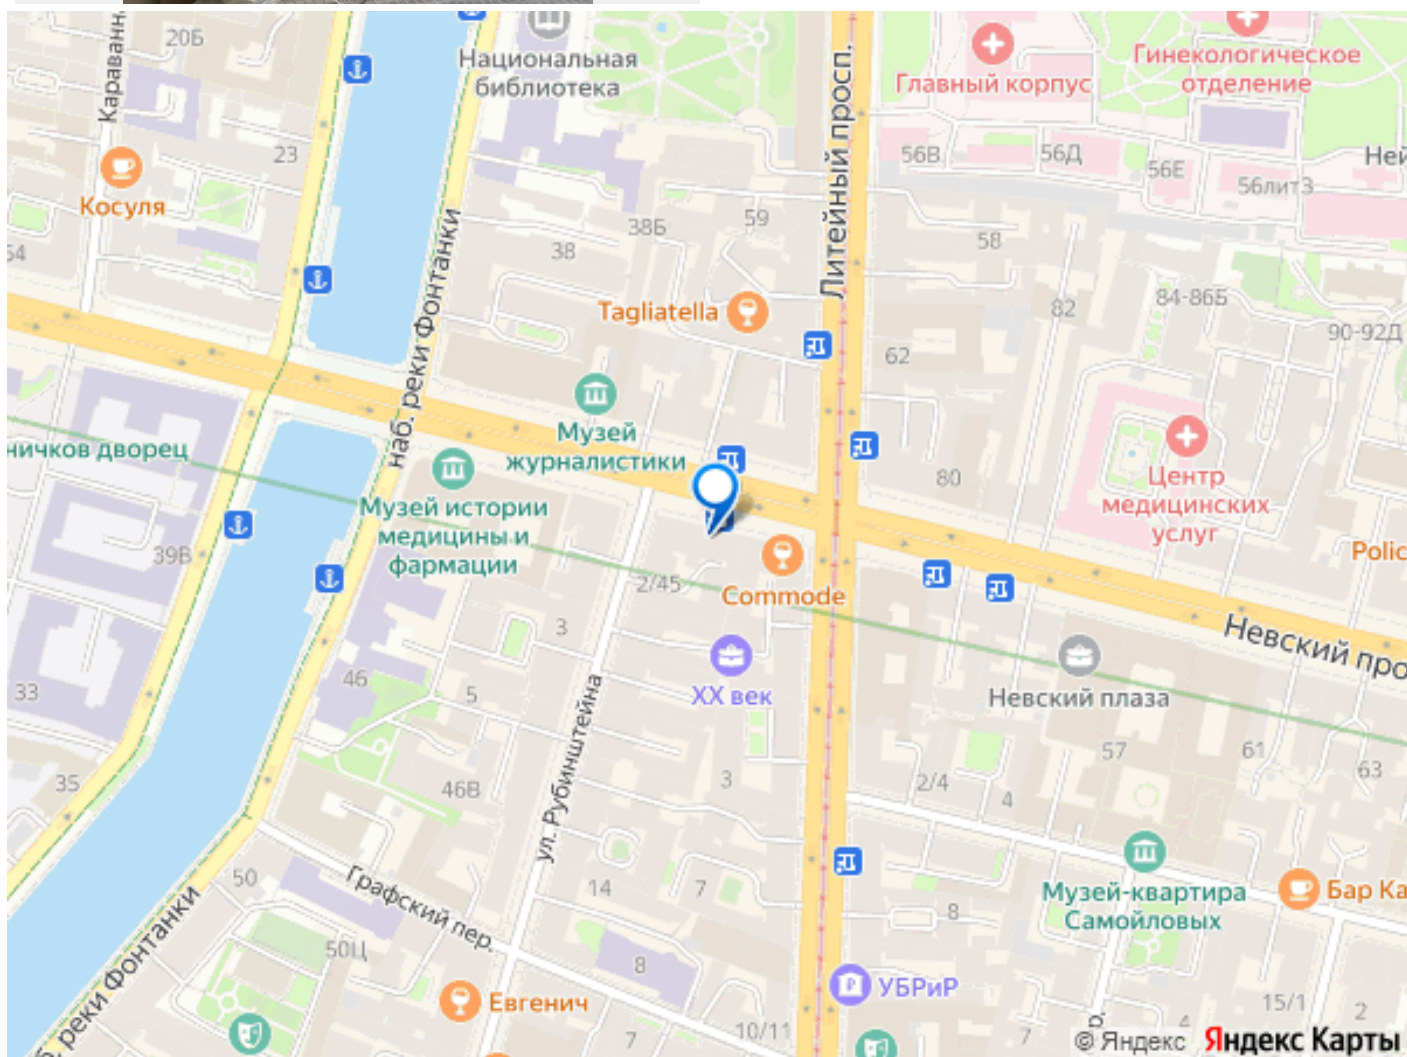 20Б
Караванн
Национальная
библиотека
Главный корпус
Гинекологическое
отделение
Литейный просп.
23
Косуля
54
наб. реки Фонтанки
38Б
59
38
56В
56Д
56Е
56литЗ
Ней
58
Tagliatella
82
84-86Б
90-92Д
62
Музей
журналистики
ничков дворец
Музей истории
медицины и
фармации
80
Центр
медицинских
услуг
Polic
39В
2/45
Commode
3
Невский про
33
46
5
ул. Рубинштейна
XX век
Невский плаза
57
61
63
35
46В
3
2/4
4
50
Графский пер.
14
7
8
Музей-квартира
Самойловых
Бар Ка
50Ц
8
УБРиР
б. реки Фонтанки
Евгенич
7
10/11
7
р.
4
15/1
2
© Яндекс Яндекс Карты